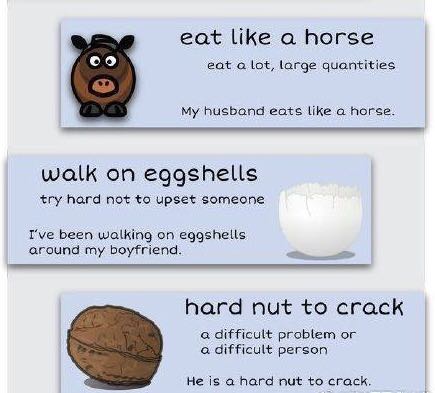 eat like a horse
eat a lot, large quantities
My husband eats like a horse.
walk on eggshells
try hard not to upset someone
I've been walking on eggshells
around my boyfriend.
hard nut to crack
a difficult problem or
a difficult person
He is a hard nut to crack.